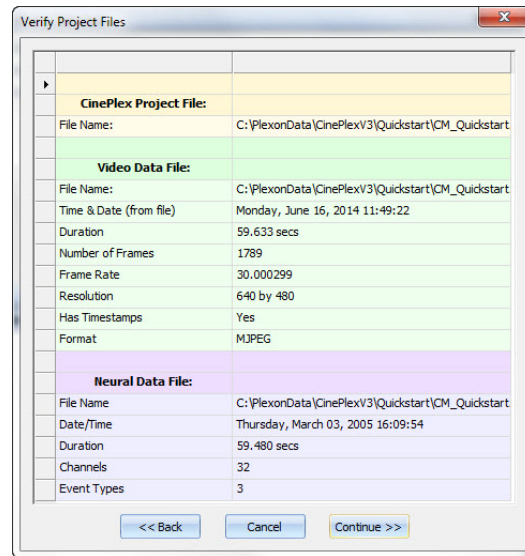 Verify Project Files
CinePlex Project File:
File Name: C:\PlexonData\CinePlexV3\Quickstart\CM_Quickstart
Video Data File:
File Name: C:\PlexonData\CinePlexV3\Quickstart\CM_Quickstart
Time & Date (from file) Monday, June 16, 2014 11:49:22
Duration 59.633 secs
Number of Frames 1789
Frame Rate 30.000299
Resolution 640 by 480
Has Timestamps Yes
Format MJPEG
Neural Data File:
File Name C:\PlexonData\CinePlexV3\Quickstart\CM_Quickstart
Date/Time Thursday, March 03, 2005 16:09:54
Duration 59.480 secs
Channels 32
Event Types 3
<< Back Cancel Continue >>